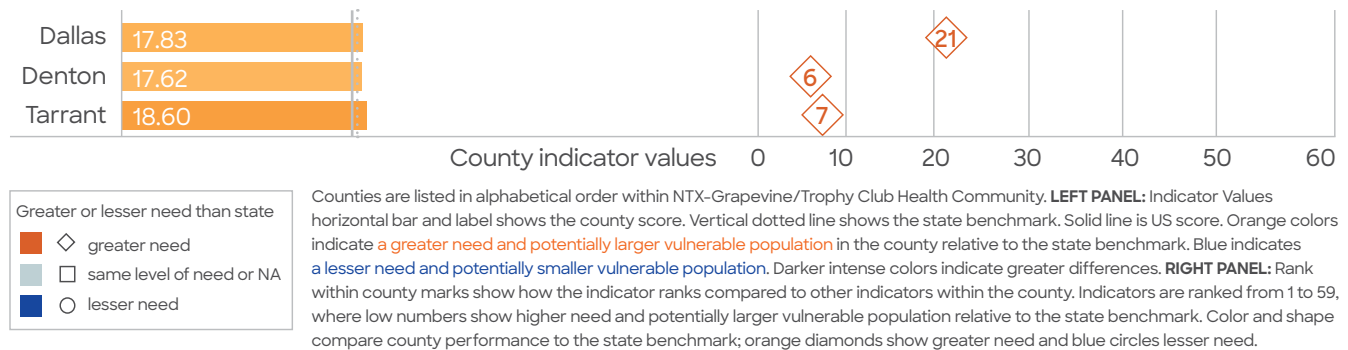 Dallas 17.83 21
Denton 17.62 6
Tarrant 18.60 7
County indicator values 0 10 20 30 40 50 60
Greater or lesser need than state
greater need
same level of need or NA
lesser need
Counties are listed in alphabetical order within NTX-Grapevine/Trophy Club Health Community. LEFT PANEL: Indicator Values
horizontal bar and label shows the county score. Vertical dotted line shows the state benchmark. Solid line is US score. Orange colors
indicate a greater need and potentially larger vulnerable population in the county relative to the state benchmark. Blue indicates
a lesser need and potentially smaller vulnerable population. Darker intense colors indicate greater differences. RIGHT PANEL: Rank
within county marks show how the indicator ranks compared to other indicators within the county. Indicators are ranked from 1 to 59,
where low numbers show higher need and potentially larger vulnerable population relative to the state benchmark. Color and shape
compare county performance to the state benchmark; orange diamonds show greater need and blue circles lesser need.